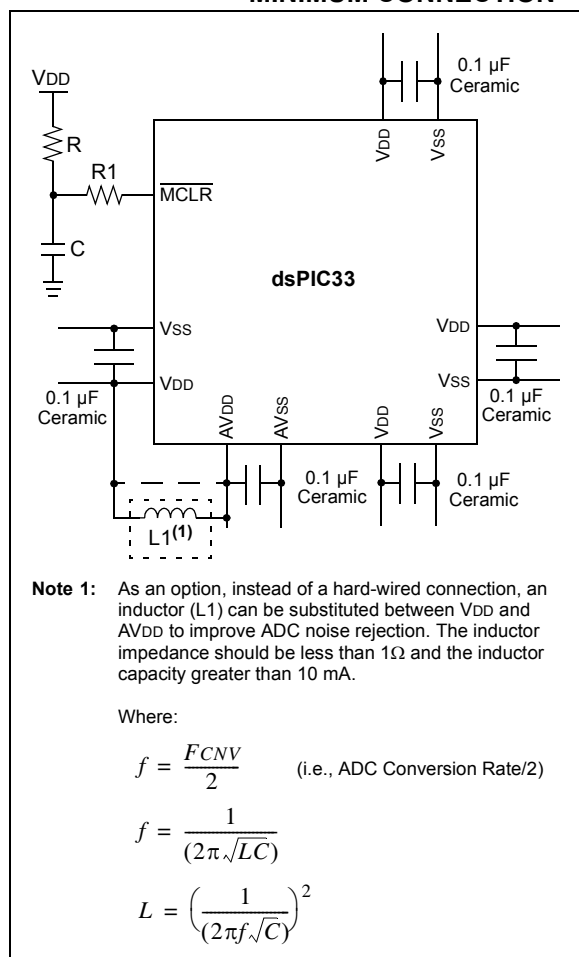 MINIMUM CONNECTION
0.1 µF
Ceramic
VDD
R
R1
MCLR
C
VDD
VSS
dsPIC33
VSS
VDD
0.1 µF
Ceramic
AVDD
AVSS
VDD
VSS
VDD
VSS
0.1 µF
Ceramic
0.1 µF
Ceramic
0.1 µF
Ceramic
L1(1)
Note 1: As an option, instead of a hard-wired connection, an
inductor (L1) can be substituted between VDD and
AVDD to improve ADC noise rejection. The inductor
impedance should be less than 1Ω and the inductor
capacity greater than 10 mA.
Where:
f = FCNV / 2 (i.e., ADC Conversion Rate/2)
f = 1 / (2π√LC)
L = (1 / (2πf√C))²